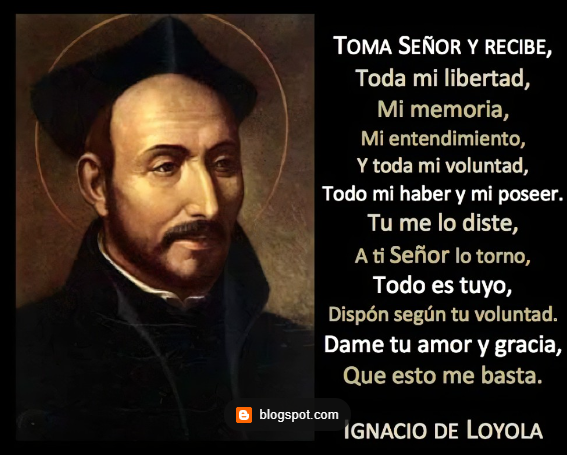 TOMA SEÑOR Y RECIBE,
Toda mi libertad,
Mi memoria,
Mi entendimiento,
Y toda mi voluntad,
Todo mi haber y mi poseer.
Tu me lo diste,
A ti Señor lo torno,
Todo es tuyo,
Dispón según tu voluntad.
Dame tu amor y gracia,
Que esto me basta.
blogspot.com
IGNACIO DE LOYOLA